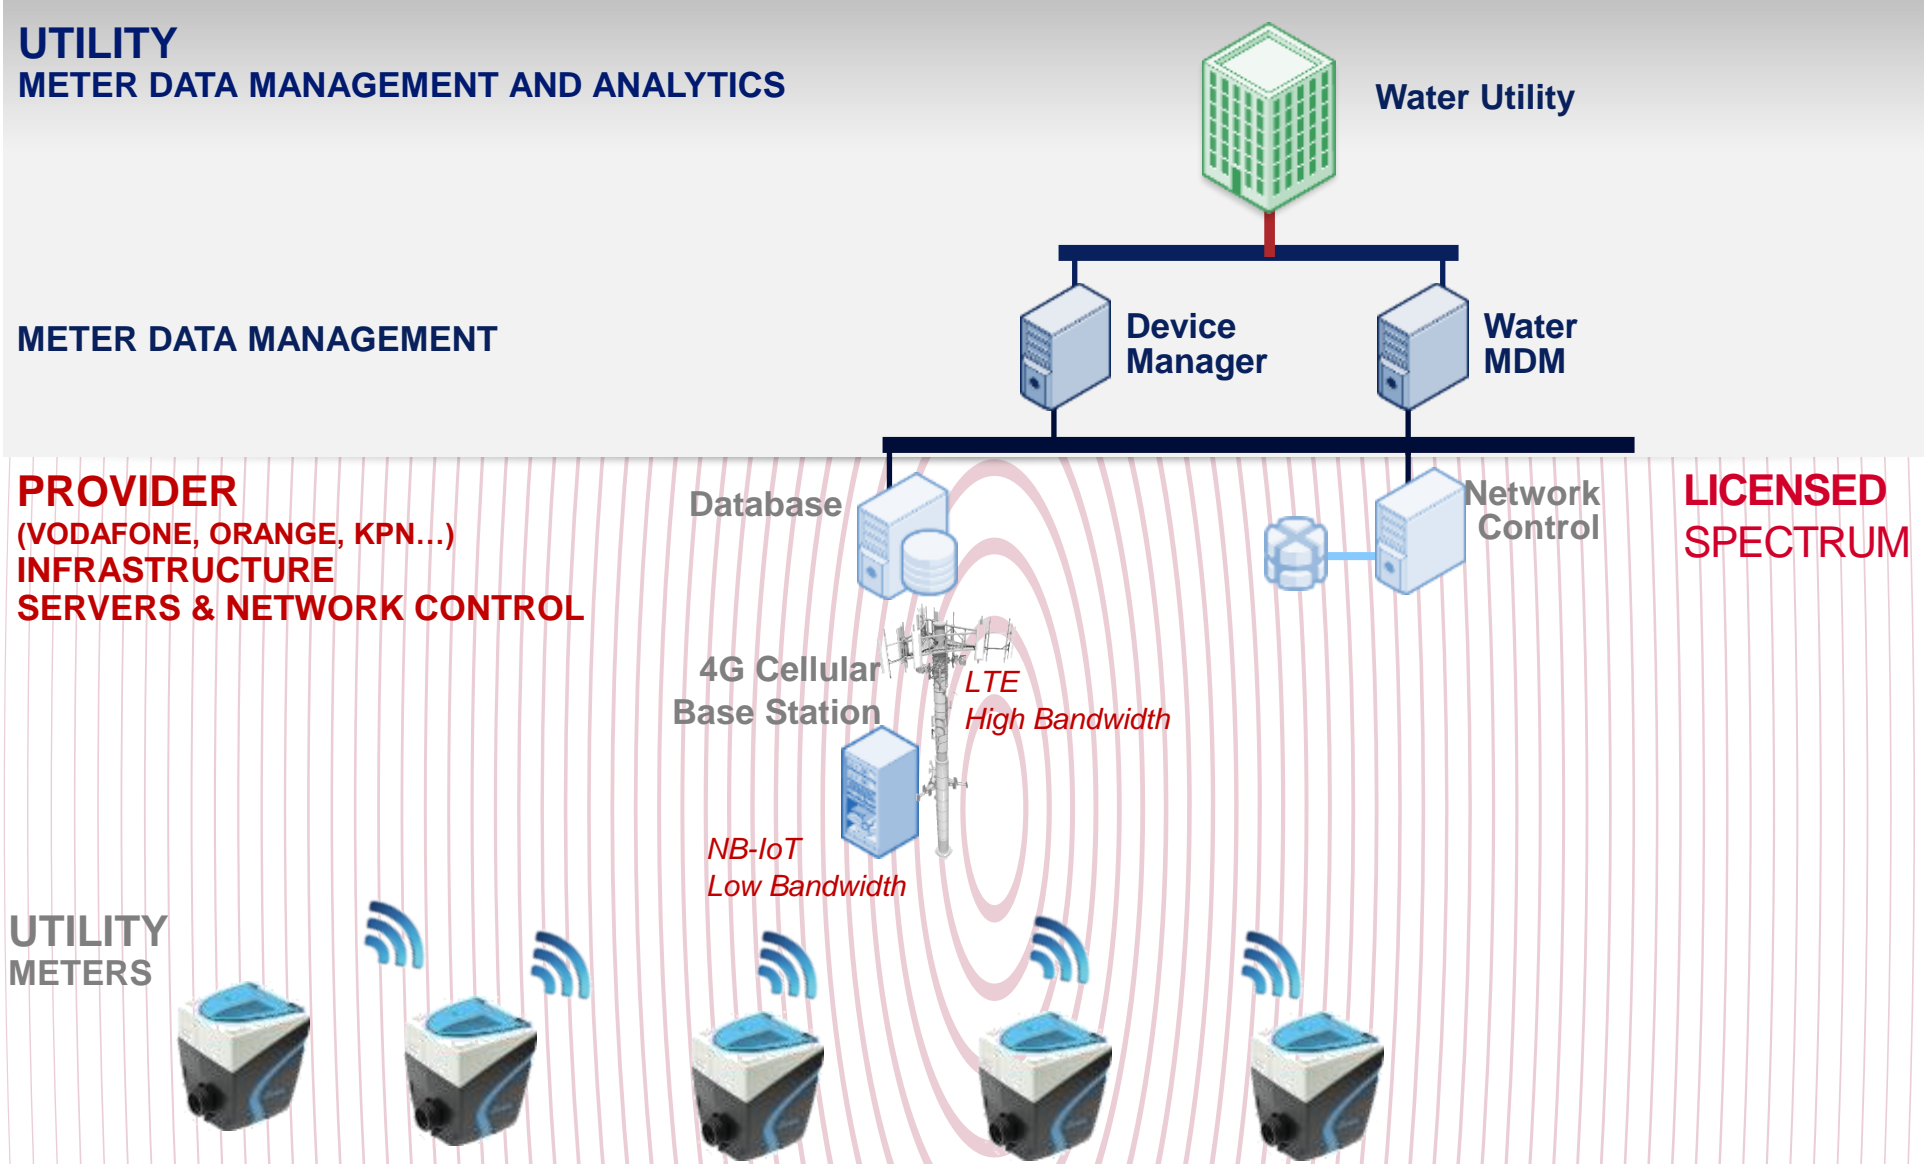 UTILITY
METER DATA MANAGEMENT AND ANALYTICS
Water Utility
METER DATA MANAGEMENT
Device
Manager
Water
MDM
PROVIDER
(VODAFONE, ORANGE, KPN…)
INFRASTRUCTURE
SERVERS & NETWORK CONTROL
Database
Network
Control
LICENSED
SPECTRUM
4G Cellular
Base Station
LTE
High Bandwidth
NB-IoT
Low Bandwidth
UTILITY
METERS